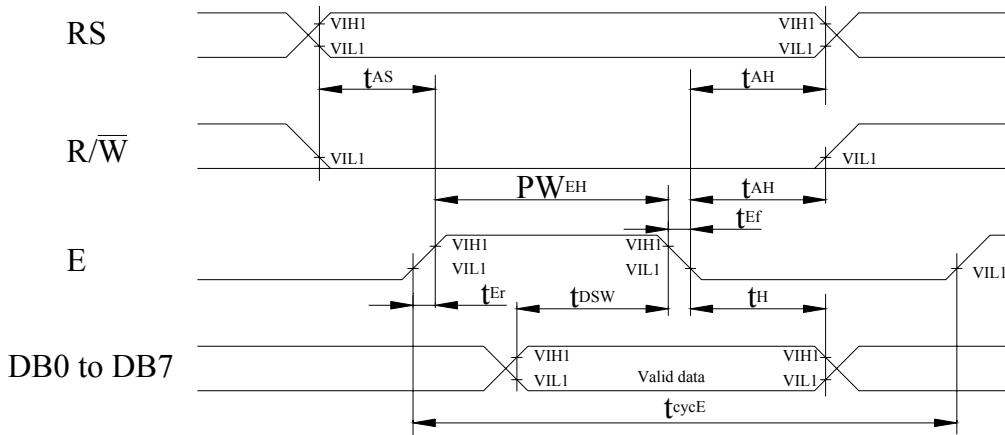 RS
VIH1
VIL1
VIH1
VIL1
tAS
tAH
R/W̅
VIL1
VIL1
PWEH
tAH
tEf
E
VIH1
VIL1
VIH1
VIL1
VIL1
tEr
tDSW
tH
DB0 to DB7
VIH1
VIL1
Valid data
VIH1
VIL1
tcycE